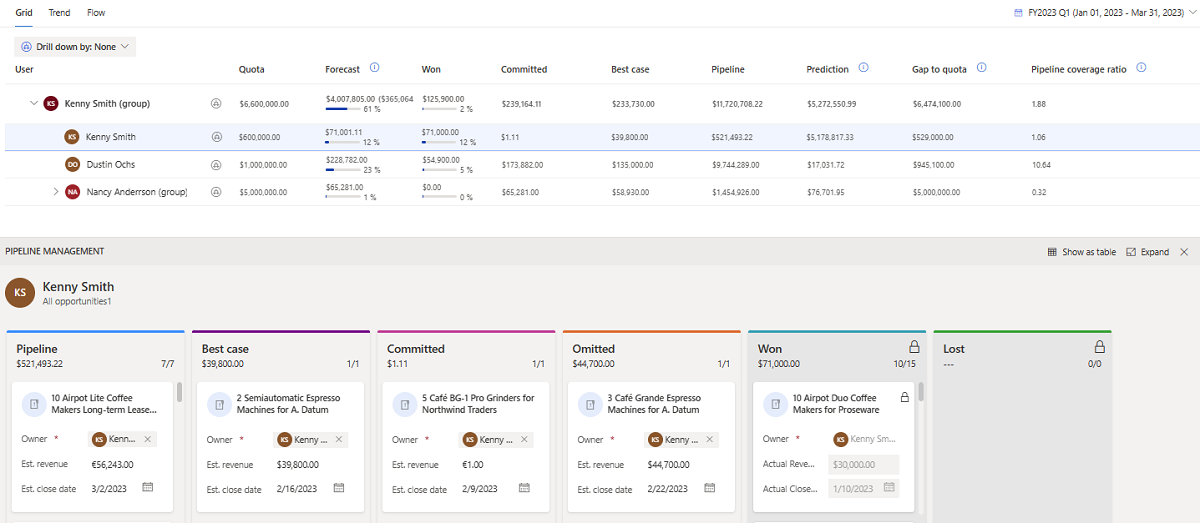 Grid Trend Flow FY2023 Q1 (Jan 01, 2023 - Mar 31, 2023)
Drill down by: None
User Quota Forecast Won Committed Best case Pipeline Prediction Gap to quota Pipeline coverage ratio
KS Kenny Smith (group) $6,600,000.00 $4,007,805.00 ($365,064 61 % $125,900.00 2 % $239,164.11 $233,730.00 $11,720,708.22 $5,272,550.99 $6,474,100.00 1.88
KS Kenny Smith $600,000.00 $71,001.11 12 % $71,000.00 12 % $1.11 $39,800.00 $521,493.22 $5,178,817.33 $529,000.00 1.06
DO Dustin Ochs $1,000,000.00 $228,782.00 23 % $54,900.00 5 % $173,882.00 $135,000.00 $9,744,289.00 $17,031.72 $945,100.00 10.64
NA Nancy Anderrson (group) $5,000,000.00 $65,281.00 1 % $0.00 0 % $65,281.00 $58,930.00 $1,454,926.00 $76,701.95 $5,000,000.00 0.32
PIPELINE MANAGEMENT Show as table Expand
KS Kenny Smith
All opportunities1
Pipeline
$521,493.22 7/7
10 Airpot Lite Coffee
Makers Long-term Lease...
Owner * KS Kenn...
Est. revenue €56,243.00
Est. close date 3/2/2023
Best case
$39,800.00 1/1
2 Semiautomatic Espresso
Machines for A. Datum
Owner * KS Kenny ...
Est. revenue $39,800.00
Est. close date 2/16/2023
Committed
$1.11 1/1
5 Café BG-1 Pro Grinders for
Northwind Traders
Owner * KS Kenny ...
Est. revenue €1.00
Est. close date 2/9/2023
Omitted
$44,700.00 1/1
3 Café Grande Espresso
Machines for A. Datum
Owner * KS Kenny ...
Est. revenue $44,700.00
Est. close date 2/22/2023
Won
$71,000.00 10/15
10 Airpot Duo Coffee
Makers for Proseware
Owner * KS Kenny Sm...
Actual Reve... $30,000.00
Actual Close... 1/10/2023
Lost
--- 0/0